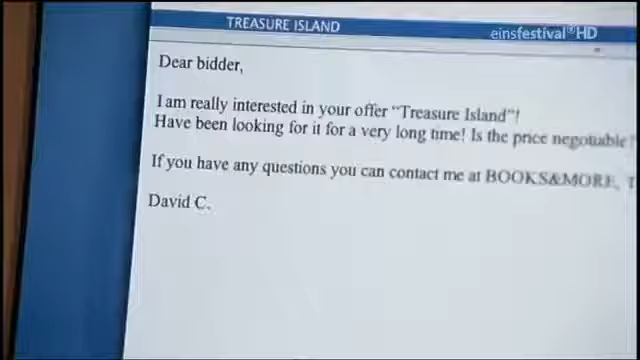 TREASURE ISLAND
einsfestival HD
Dear bidder,
I am really interested in your offer “Treasure Island”!
Have been looking for it for a very long time! Is the price negotiable?
If you have any questions you can contact me at BOOKS&MORE,
David C.